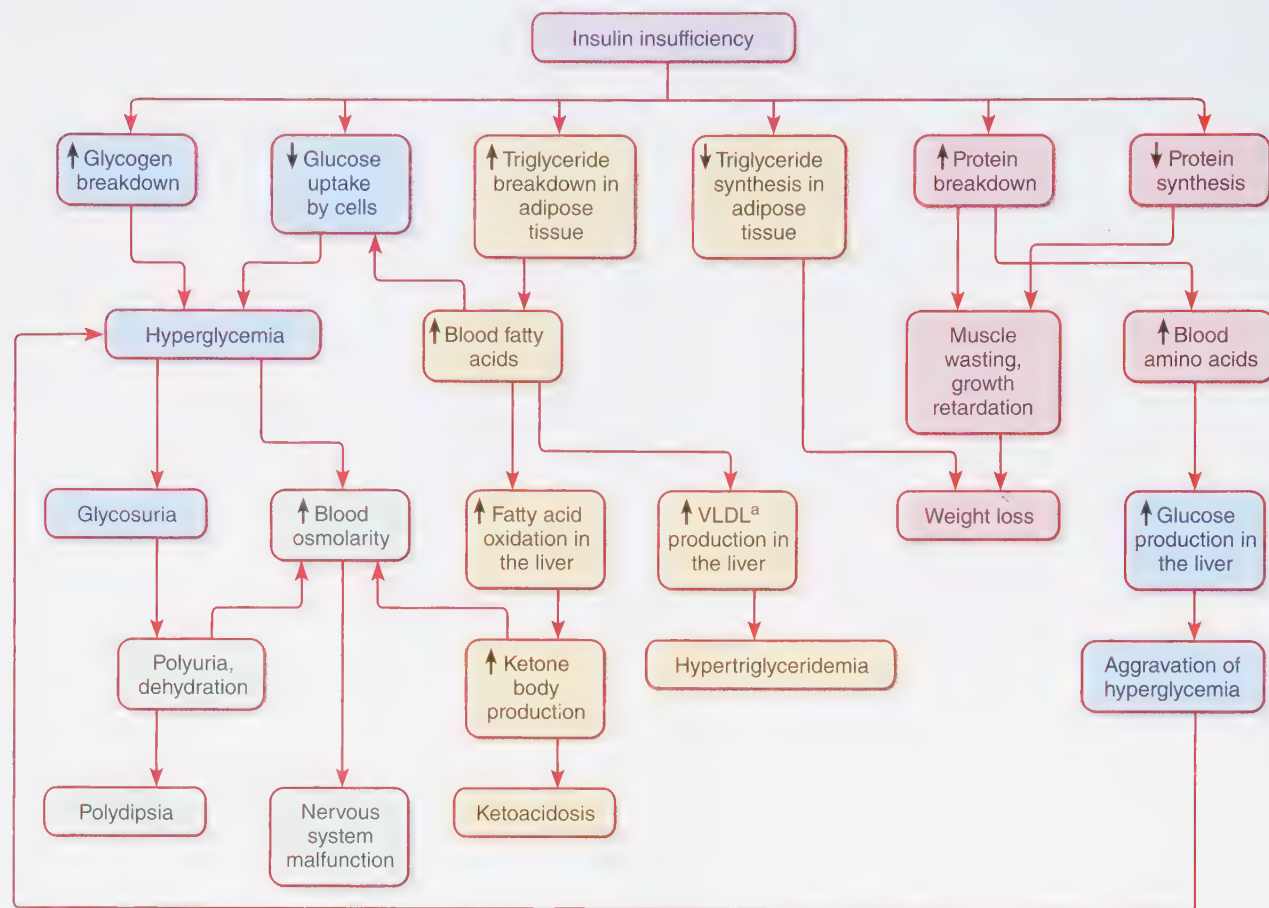 Insulin insufficiency
↑ Glycogen
breakdown
↓ Glucose
uptake
by cells
↑ Triglyceride
breakdown in
adipose
tissue
↓ Triglyceride
synthesis in
adipose
tissue
↑ Protein
breakdown
↓ Protein
synthesis
Hyperglycemia
↑ Blood fatty
acids
Muscle
wasting,
growth
retardation
↑ Blood
amino acids
Glycosuria
↑ Blood
osmolarity
↑ Fatty acid
oxidation in
the liver
↑ VLDLᵃ
production in
the liver
Weight loss
↑ Glucose
production in
the liver
Polyuria,
dehydration
↑ Ketone
body
production
Hypertriglyceridemia
Aggravation of
hyperglycemia
Polydipsia
Nervous
system
malfunction
Ketoacidosis